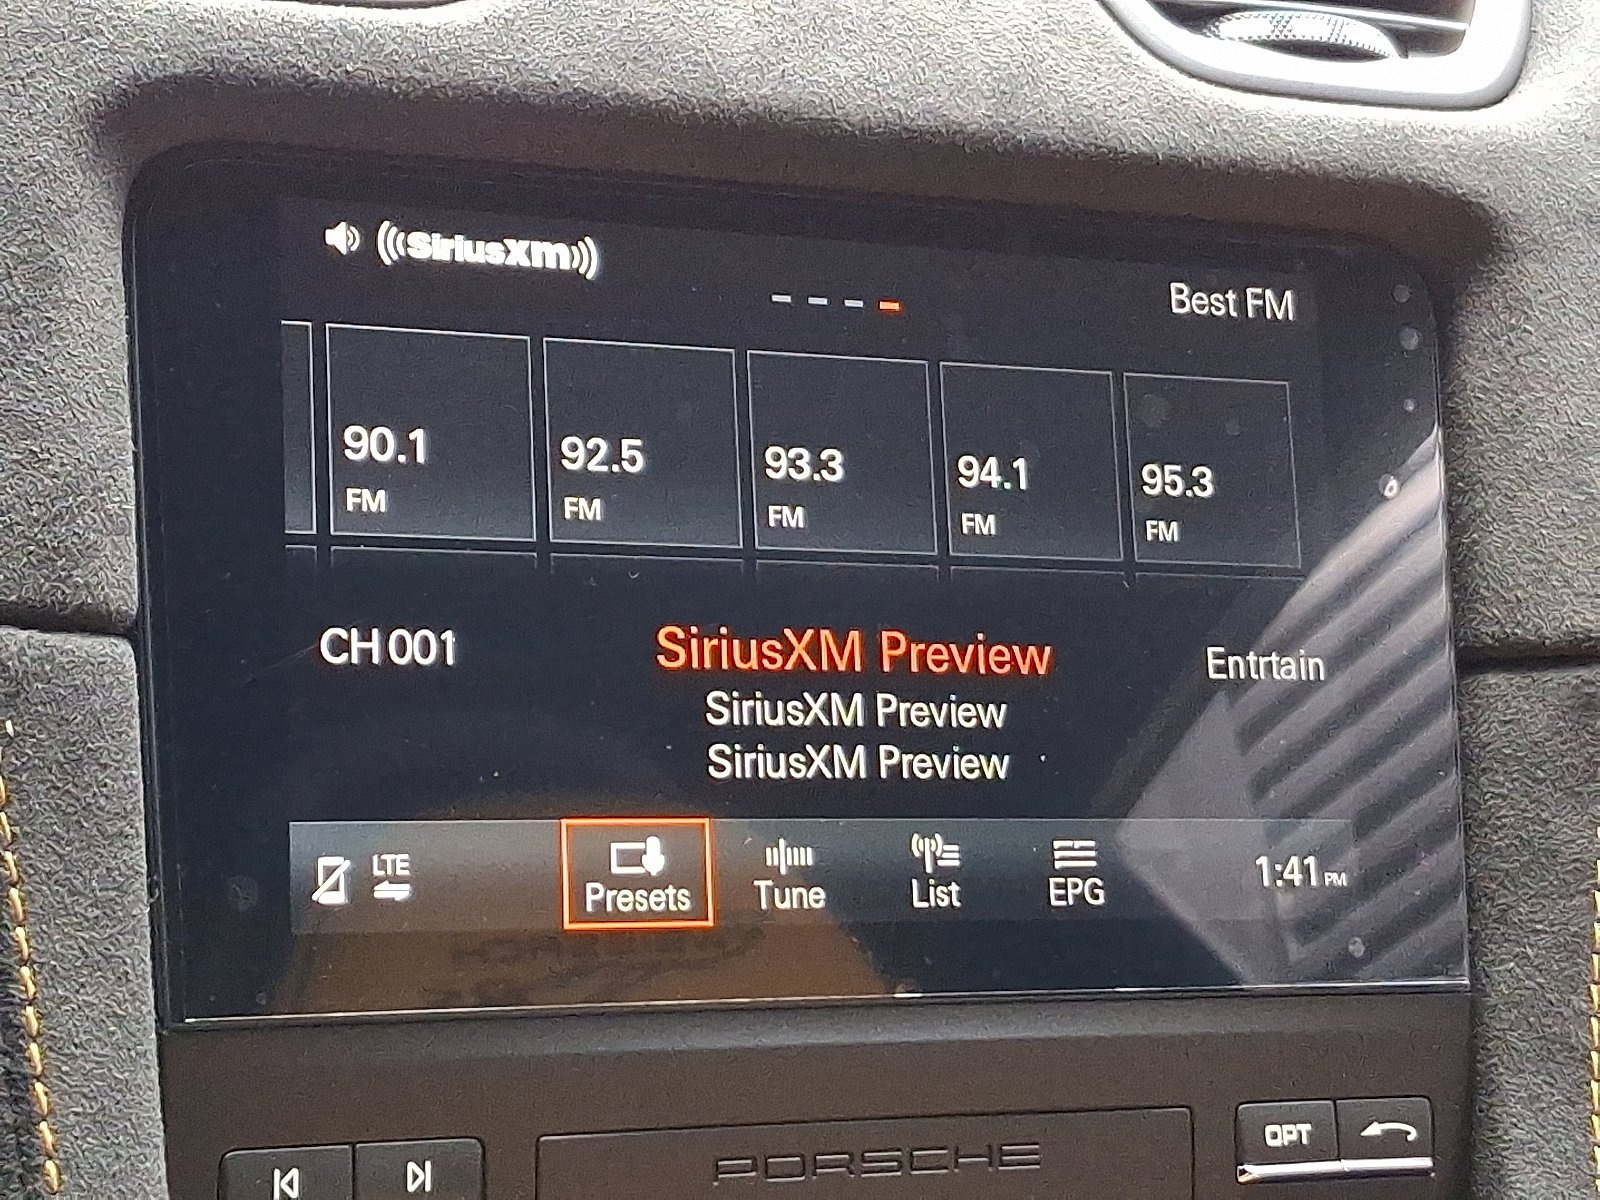 ((SiriusXM))
Best FM
90.1 92.5 93.3 94.1 95.3
FM FM FM FM FM
CH 001 SiriusXM Preview Entrtain
SiriusXM Preview
SiriusXM Preview
LTE Presets Tune List EPG 1:41 PM
OPT
PORSCHE